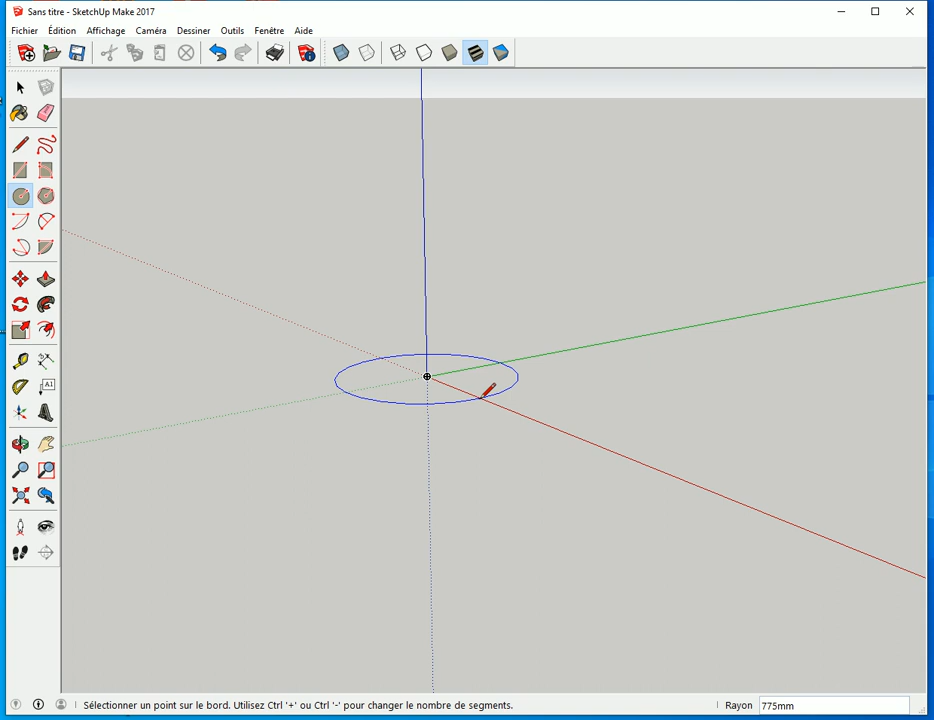 Sans titre - SketchUp Make 2017
Fichier Édition Affichage Caméra Dessiner Outils Fenêtre Aide
A1
Sélectionner un point sur le bord. Utilisez Ctrl '+' ou Ctrl '-' pour changer le nombre de segments. Rayon 775mm